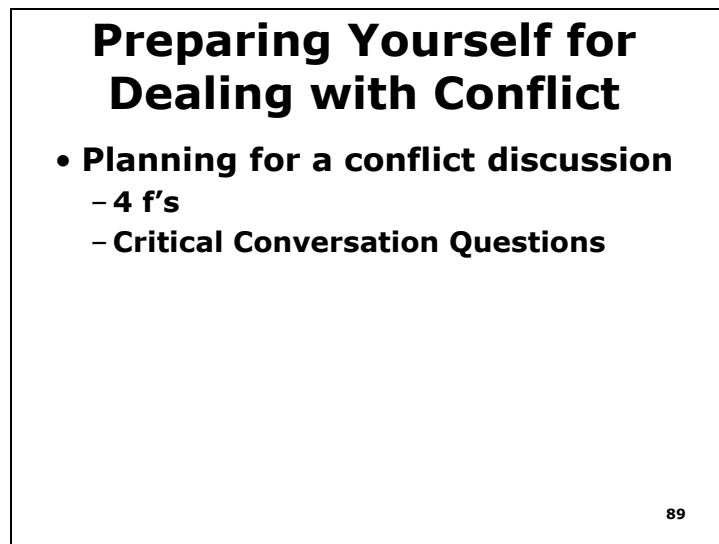 Preparing Yourself for
Dealing with Conflict
• Planning for a conflict discussion
– 4 f’s
– Critical Conversation Questions
89